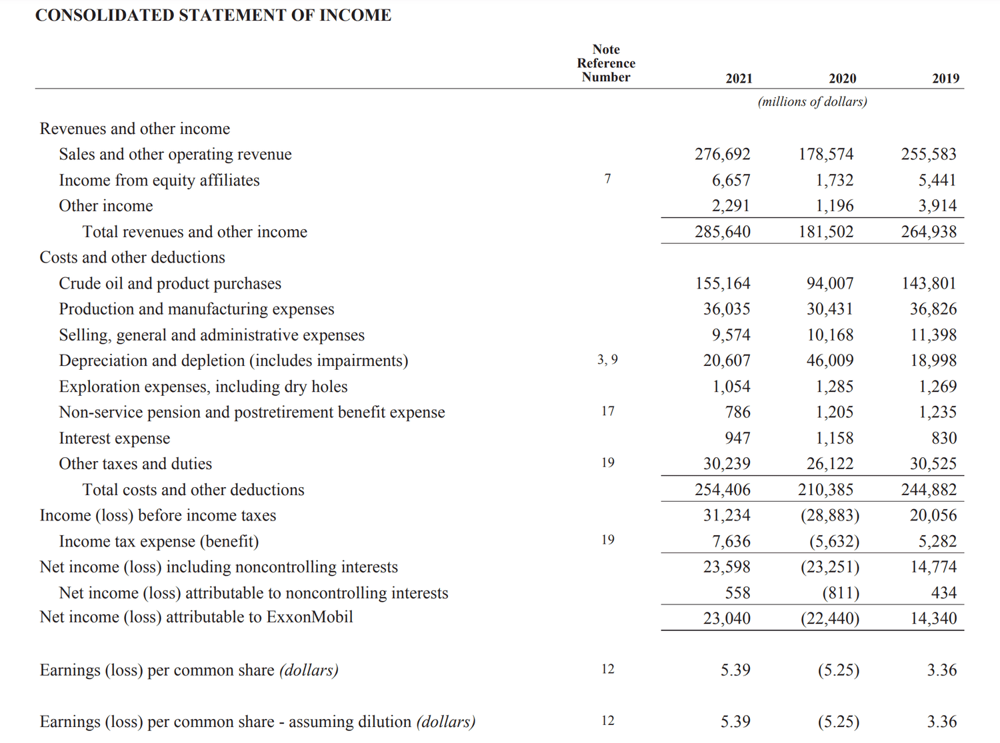 CONSOLIDATED STATEMENT OF INCOME
Note
Reference
Number 2021 2020 2019
(millions of dollars)
Revenues and other income
Sales and other operating revenue 276,692 178,574 255,583
Income from equity affiliates 7 6,657 1,732 5,441
Other income 2,291 1,196 3,914
Total revenues and other income 285,640 181,502 264,938
Costs and other deductions
Crude oil and product purchases 155,164 94,007 143,801
Production and manufacturing expenses 36,035 30,431 36,826
Selling, general and administrative expenses 9,574 10,168 11,398
Depreciation and depletion (includes impairments) 3, 9 20,607 46,009 18,998
Exploration expenses, including dry holes 1,054 1,285 1,269
Non-service pension and postretirement benefit expense 17 786 1,205 1,235
Interest expense 947 1,158 830
Other taxes and duties 19 30,239 26,122 30,525
Total costs and other deductions 254,406 210,385 244,882
Income (loss) before income taxes 31,234 (28,883) 20,056
Income tax expense (benefit) 19 7,636 (5,632) 5,282
Net income (loss) including noncontrolling interests 23,598 (23,251) 14,774
Net income (loss) attributable to noncontrolling interests 558 (811) 434
Net income (loss) attributable to ExxonMobil 23,040 (22,440) 14,340
Earnings (loss) per common share (dollars) 12 5.39 (5.25) 3.36
Earnings (loss) per common share - assuming dilution (dollars) 12 5.39 (5.25) 3.36